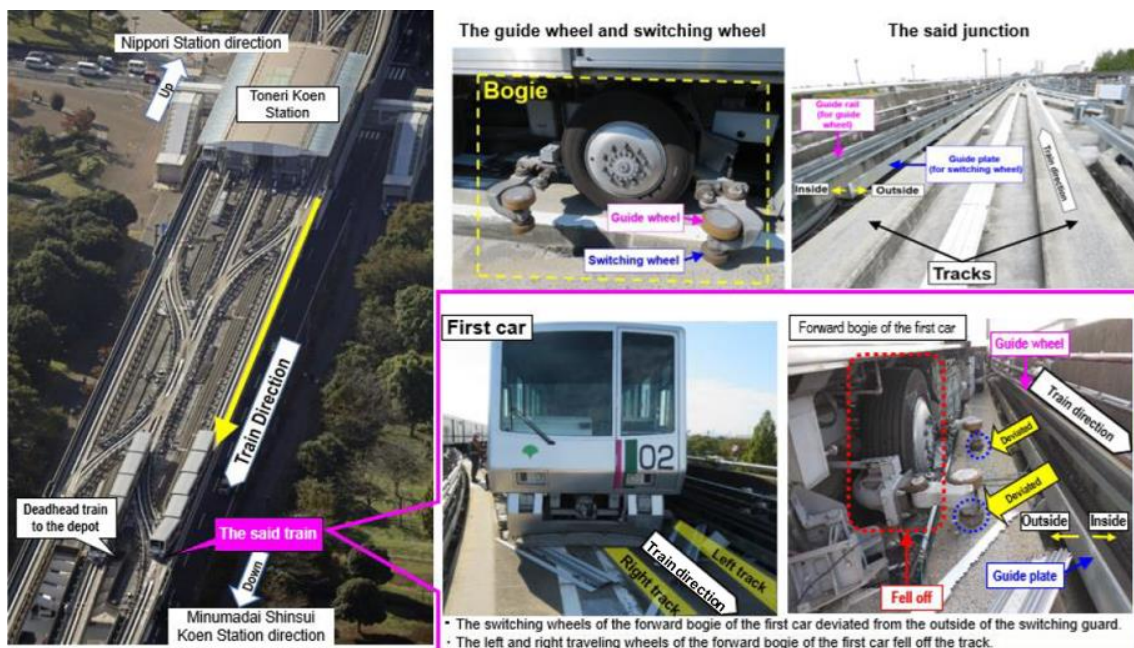 Nippori Station direction
Up
Toneri Koen
Station
Train Direction
Deadhead train
to the depot
The said train
Down
Minumadai Shinsui
Koen Station direction
The guide wheel and switching wheel
Bogie
Guide wheel
Switching wheel
The said junction
Guide rail
(for guide
wheel)
Guide plate
(for switching wheel)
Inside
Outside
Train direction
Tracks
First car
02
Left track
Right track
Train direction
Forward bogie of the first car
Guide wheel
Train direction
Deviated
Deviated
Outside
Inside
Guide plate
Fell off
• The switching wheels of the forward bogie of the first car deviated from the outside of the switching guard.
• The left and right traveling wheels of the forward bogie of the first car fell off the track.